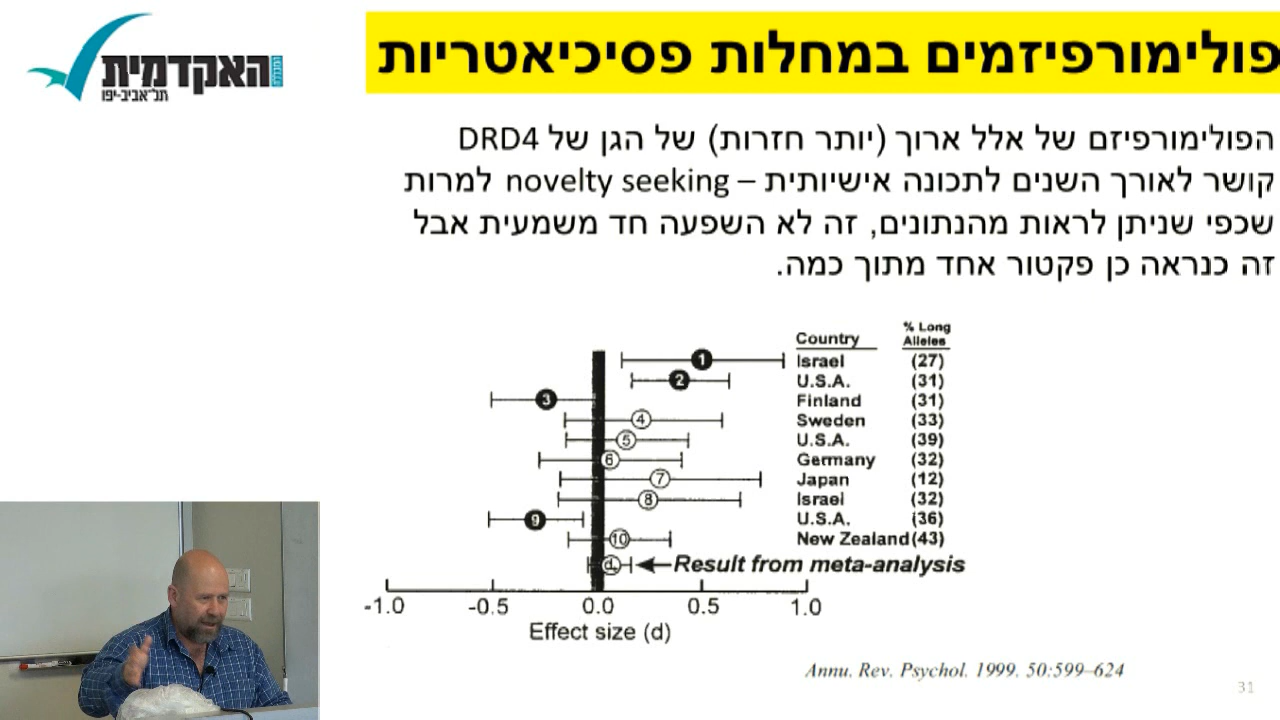 האקדמית
תל־אביב-יפו
פולימורפיזמים במחלות פסיכיאטריות
הפולימורפיזם של אלל ארוך (יותר חזרות) של הגן של DRD4
קושר לאורך השנים לתכונה אישיותית – novelty seeking למרות
שכפי שניתן לראות מהנתונים, זה לא השפעה חד משמעית אבל
זה כנראה כן פקטור אחד מתוך כמה.
Country % Long Alleles
1 Israel (27)
2 U.S.A. (31)
3 Finland (31)
4 Sweden (33)
5 U.S.A. (39)
6 Germany (32)
7 Japan (12)
8 Israel (32)
9 U.S.A. (36)
10 New Zealand (43)
d. Result from meta-analysis
-1.0 -0.5 0.0 0.5 1.0
Effect size (d)
Annu. Rev. Psychol. 1999. 50:599–624
31